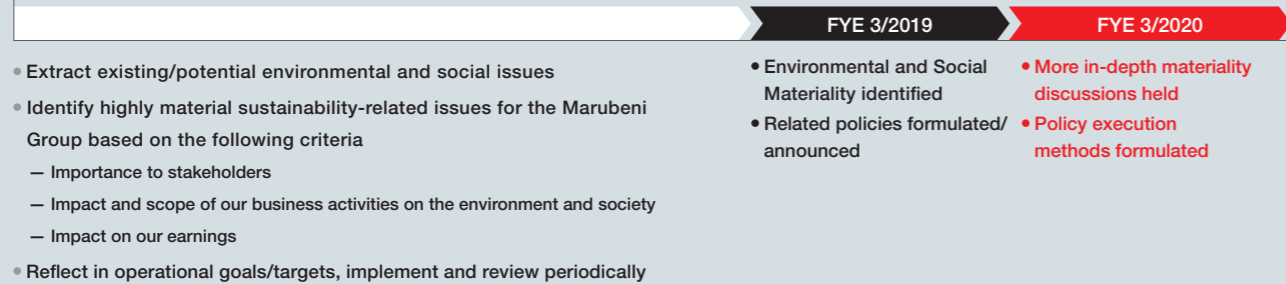 FYE 3/2019
FYE 3/2020
• Extract existing/potential environmental and social issues
• Identify highly material sustainability-related issues for the Marubeni
Group based on the following criteria
— Importance to stakeholders
— Impact and scope of our business activities on the environment and society
— Impact on our earnings
• Reflect in operational goals/targets, implement and review periodically
• Environmental and Social
Materiality identified
• Related policies formulated/
announced
• More in-depth materiality
discussions held
• Policy execution
methods formulated